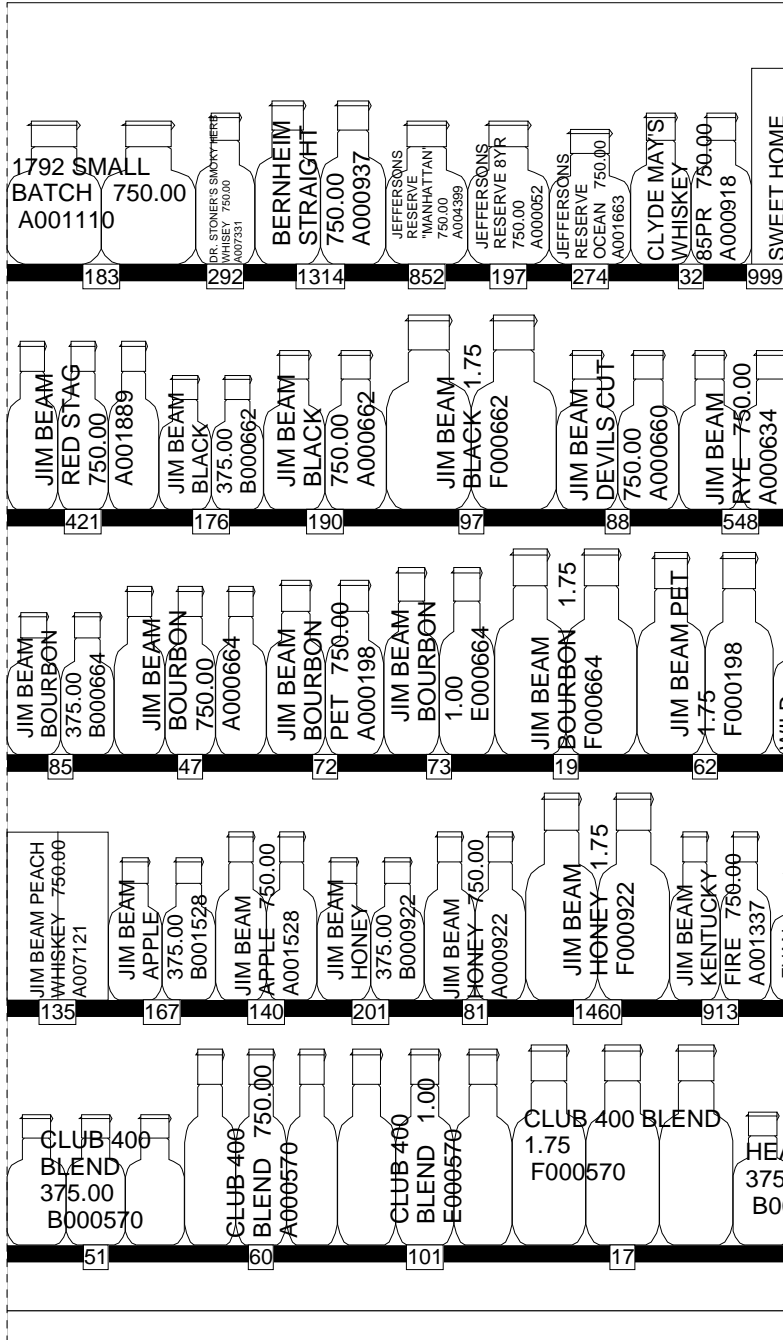 1792 SMALL
BATCH 750.00
A001110
DR. STONER'S SMOKY HERB
WHISEY 750.00
A007331
BERNHEIM
STRAIGHT
750.00
A000937
JEFFERSONS
RESERVE
"MANHATTAN"
750.00
A004399
JEFFERSONS
RESERVE 8YR
750.00
A000052
JEFFERSONS
RESERVE
OCEAN 750.00
A001663
CLYDE MAY'S
WHISKEY
85PR 750.00
A000918
SWEET HOME
183 292 1314 852 197 274 32 999
JIM BEAM
RED STAG
750.00
A001889
JIM BEAM
BLACK
375.00
B000662
JIM BEAM
BLACK
750.00
A000662
JIM BEAM
BLACK 1.75
F000662
JIM BEAM
DEVILS CUT
750.00
A000660
JIM BEAM
RYE 750.00
A000634
421 176 190 97 88 548
JIM BEAM
BOURBON
375.00
B000664
JIM BEAM
BOURBON
750.00
A000664
JIM BEAM
BOURBON
PET 750.00
A000198
JIM BEAM
BOURBON
1.00
E000664
JIM BEAM
BOURBON 1.75
F000664
JIM BEAM PET
1.75
F000198
85 47 72 73 19 62
JIM BEAM PEACH
WHISKEY 750.00
A007121
JIM BEAM
APPLE
375.00
B001528
JIM BEAM
APPLE 750.00
A001528
JIM BEAM
HONEY
375.00
B000922
JIM BEAM
HONEY 750.00
A000922
JIM BEAM
HONEY 1.75
F000922
JIM BEAM
KENTUCKY
FIRE 750.00
A001337
135 167 140 201 81 1460 913
CLUB 400
BLEND
375.00
B000570
CLUB 400
BLEND 750.00
A000570
CLUB 400
BLEND 1.00
E000570
CLUB 400 BLEND
1.75
F000570
HEA
375
B00
51 60 101 17